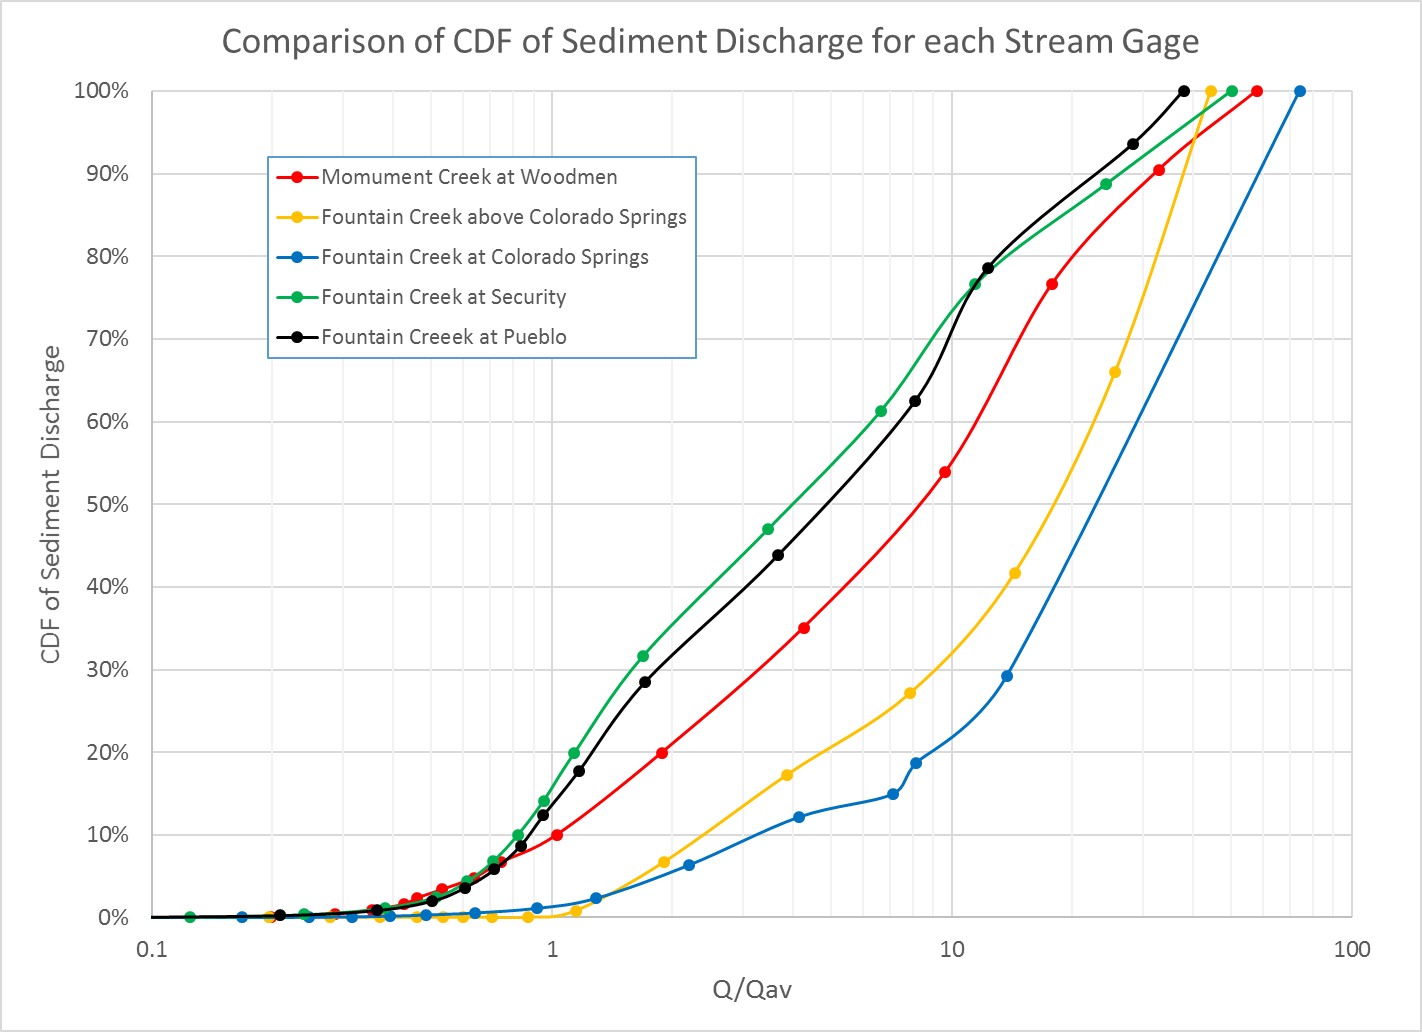 Comparison of CDF of Sediment Discharge for each Stream Gage
100%
90%
80%
70%
60%
50%
40%
30%
20%
10%
0%
CDF of Sediment Discharge
Momument Creek at Woodmen
Fountain Creek above Colorado Springs
Fountain Creek at Colorado Springs
Fountain Creek at Security
Fountain Creeek at Pueblo
0.1
1
10
100
Q/Qav